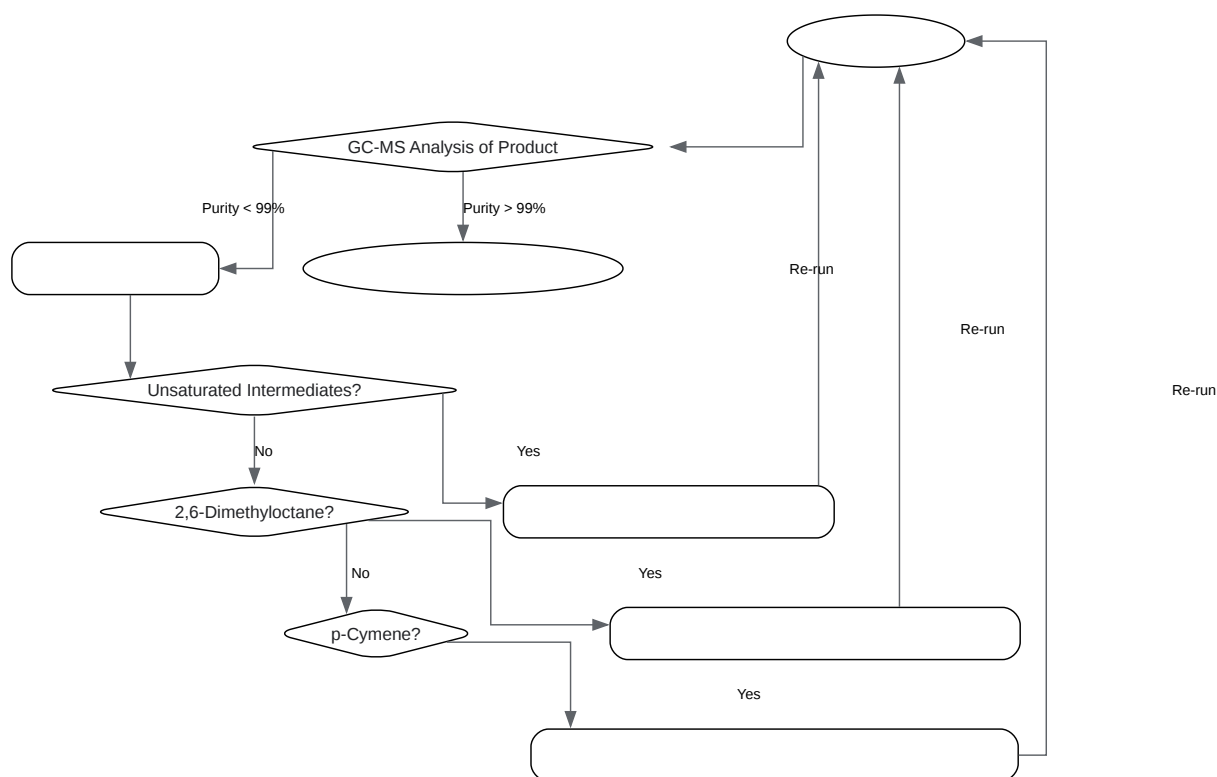 GC-MS Analysis of Product
Purity < 99%
Purity > 99%
Re-run
Re-run
Unsaturated Intermediates?
Re-run
No
Yes
2,6-Dimethyloctane?
No
Yes
p-Cymene?
Yes